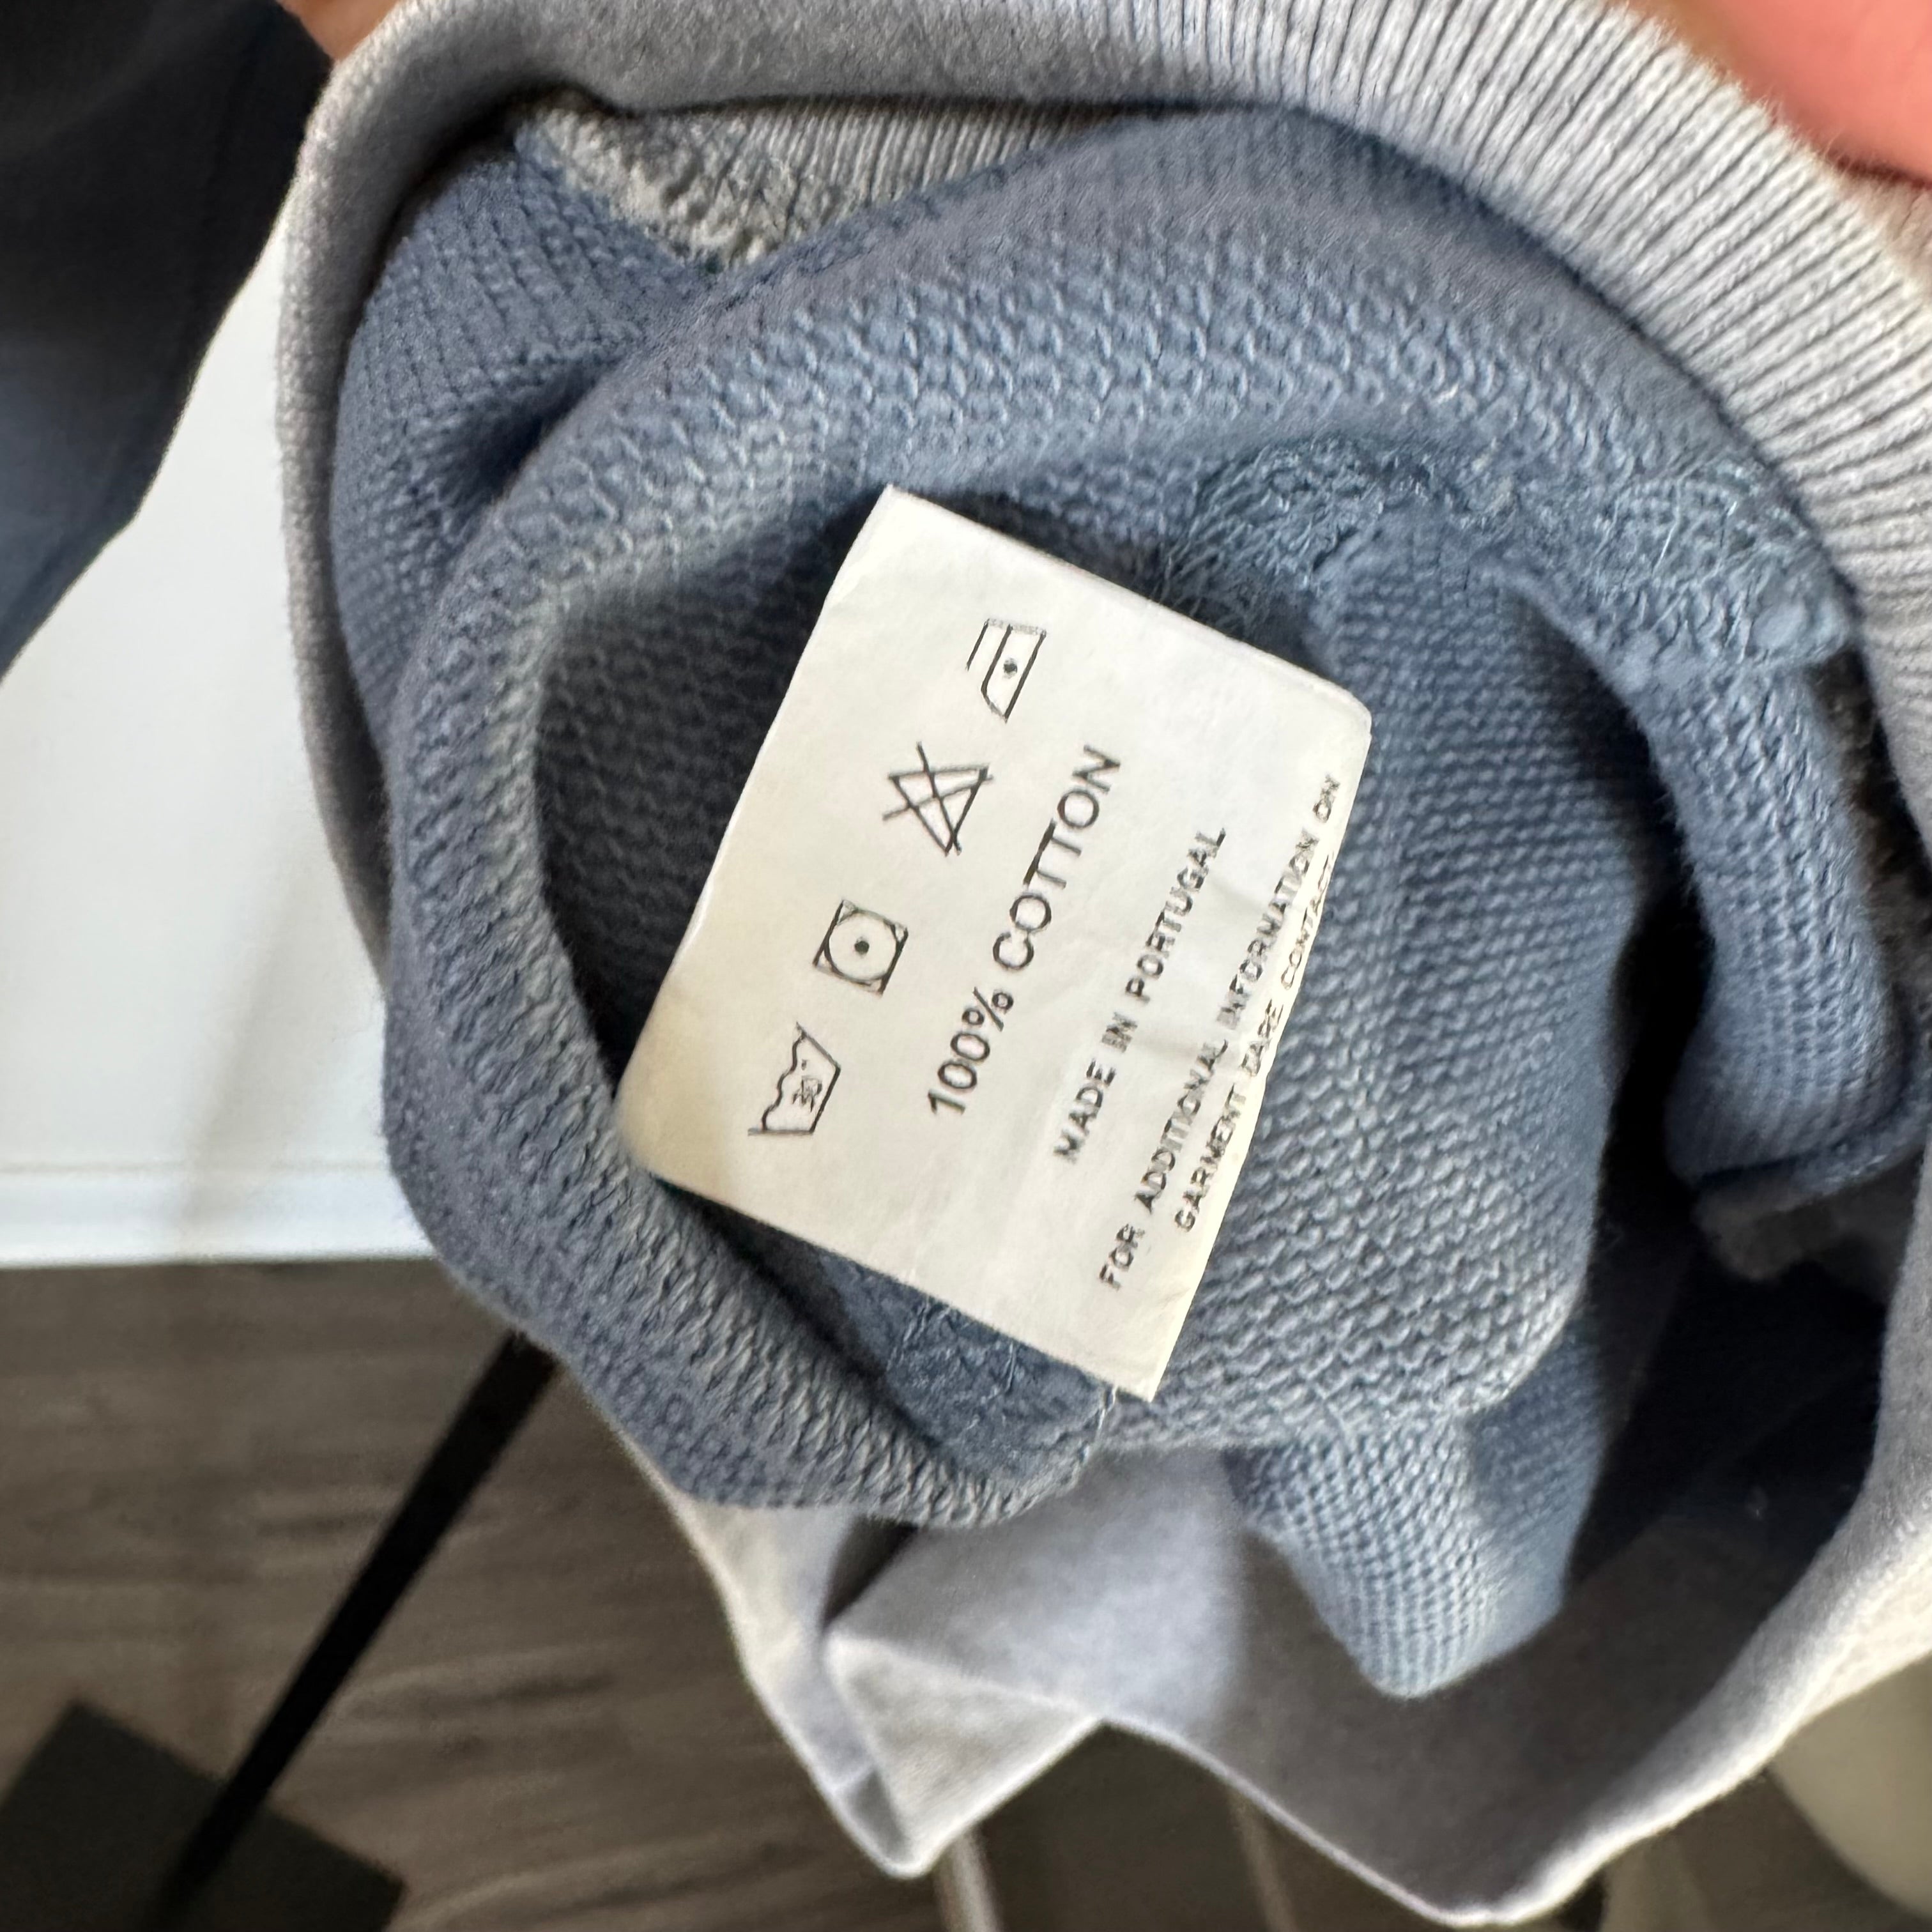 30°
100% COTTON
MADE IN PORTUGAL
FOR ADDITIONAL INFORMATION ON
GARMENT CARE CONTACT